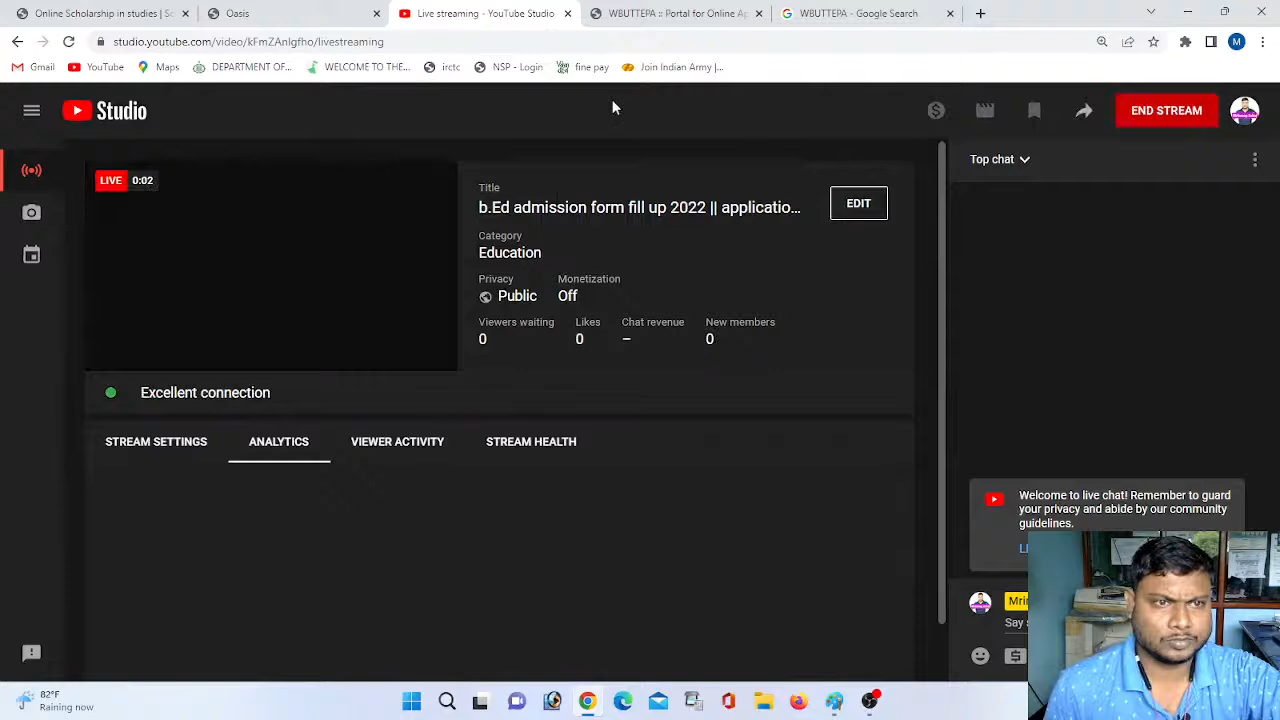 Online Scholarship in studies | Sc
Oasis
Live streaming - YouTube Studio
WBUTTEPA :: Portal for Online Ap
WBUTTEPA - Google Search
studio.youtube.com/video/kFmZAnIgfho/livestreaming
M
Gmail
YouTube
Maps
DEPARTMENT OF...
WELCOME TO THE...
irctc
NSP - Login
fine pay
Join Indian Army |...
Studio
END STREAM
LIVE 0:02
Title
b.Ed admission form fill up 2022 || applicatio...
EDIT
Category
Education
Privacy
Monetization
Public
Off
Viewers waiting
Likes
Chat revenue
New members
0
0
–
0
Excellent connection
STREAM SETTINGS
ANALYTICS
VIEWER ACTIVITY
STREAM HEALTH
Top chat
Welcome to live chat! Remember to guard
your privacy and abide by our community
guidelines.
Mrin
Say s
82°F
Raining now